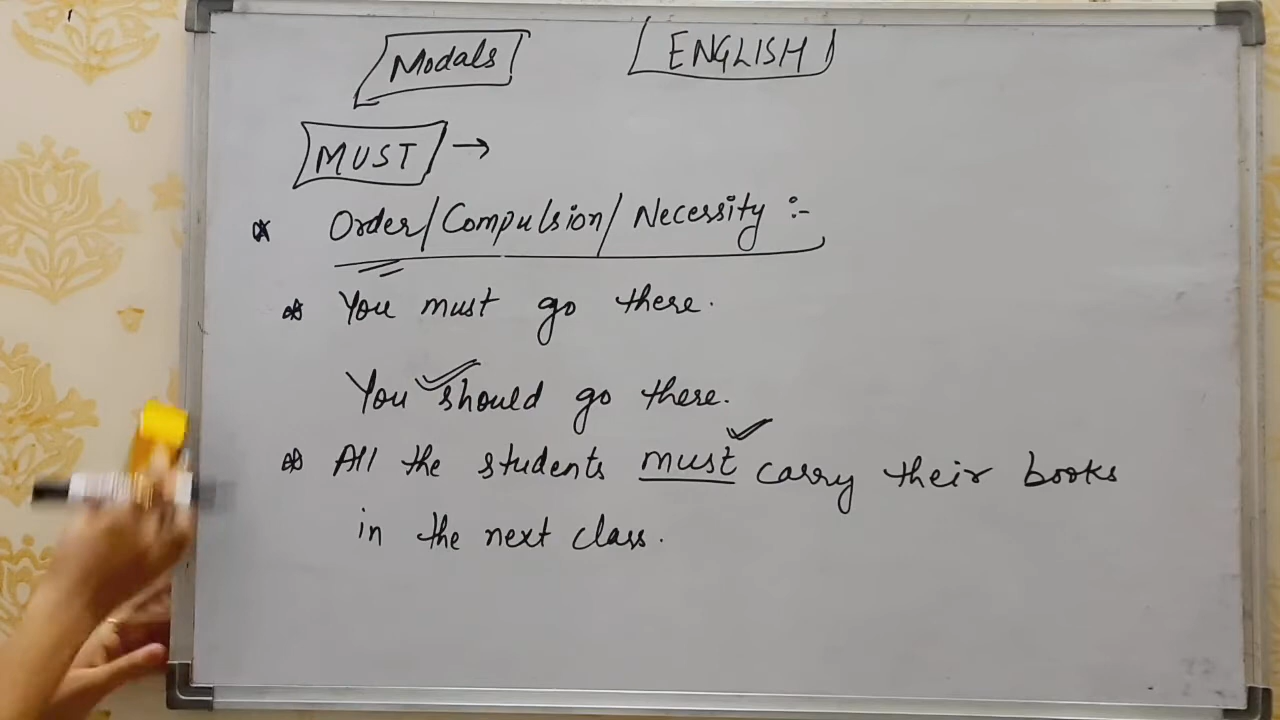 Modals ENGLISH
MUST →
* Order/Compulsion/Necessity :-
* You must go there.
You should go there.
* All the students must carry their books
in the next class.